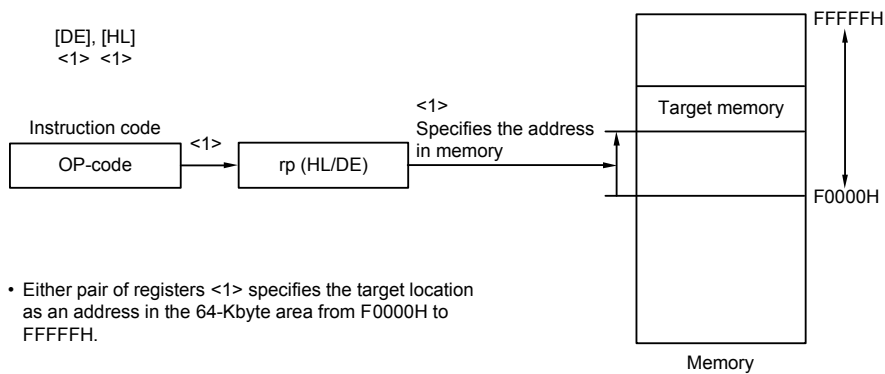 [DE], [HL]
<1> <1>
Instruction code
OP-code
<1>
rp (HL/DE)
<1>
Specifies the address
in memory
FFFFFH
Target memory
F0000H
Memory
• Either pair of registers <1> specifies the target location
as an address in the 64-Kbyte area from F0000H to
FFFFFH.